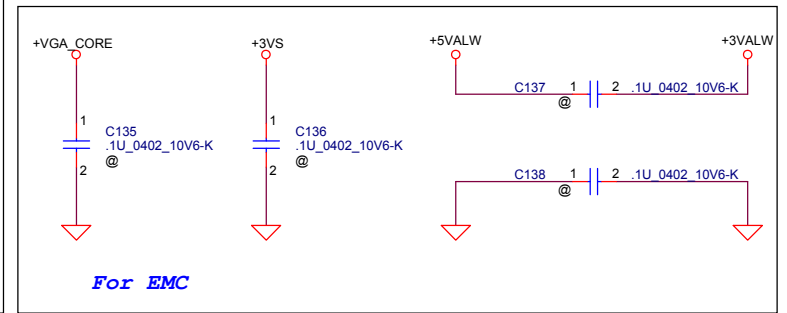 +VGA_CORE
+3VS
+5VALW
+3VALW
C137 1 2 .1U_0402_10V6-K
@
1
C135
.1U_0402_10V6-K
@
2
1
C136
.1U_0402_10V6-K
@
2
C138 1 2 .1U_0402_10V6-K
@
For EMC